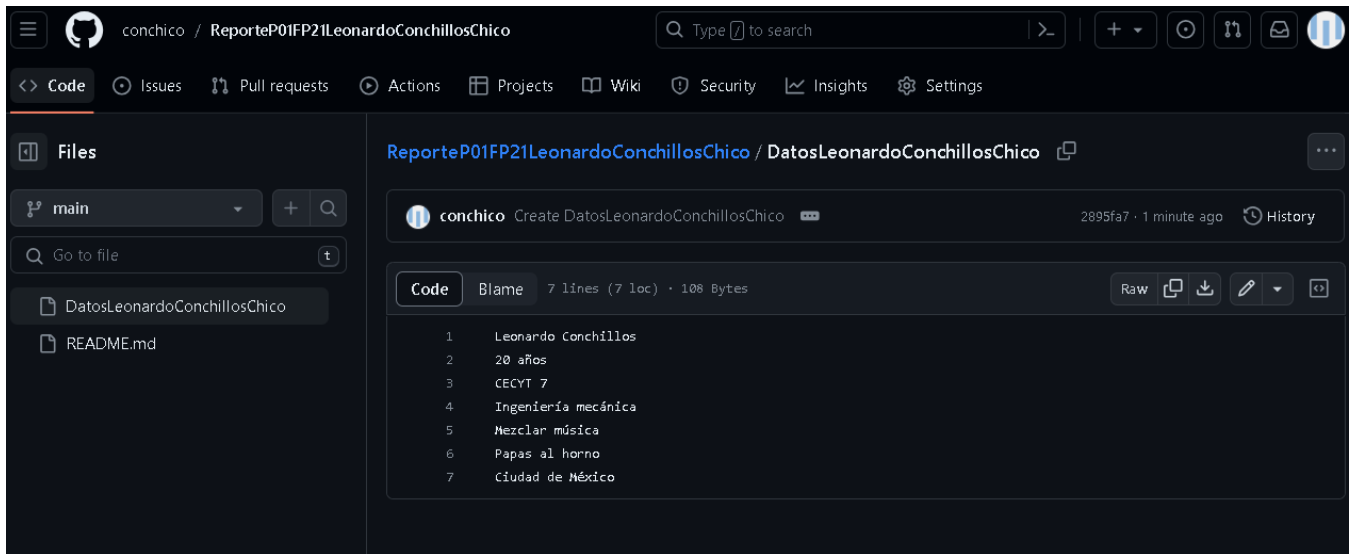 conchico / ReporteP01FP21LeonardoConchillosChico Type / to search
Code Issues Pull requests Actions Projects Wiki Security Insights Settings
Files
main
Go to file t
DatosLeonardoConchillosChico
README.md
ReporteP01FP21LeonardoConchillosChico / DatosLeonardoConchillosChico
conchico Create DatosLeonardoConchillosChico 2895fa7 · 1 minute ago History
Code Blame 7 lines (7 loc) · 108 Bytes Raw
1 Leonardo Conchillos
2 20 años
3 CECYT 7
4 Ingeniería mecánica
5 Mezclar música
6 Papas al horno
7 Ciudad de México